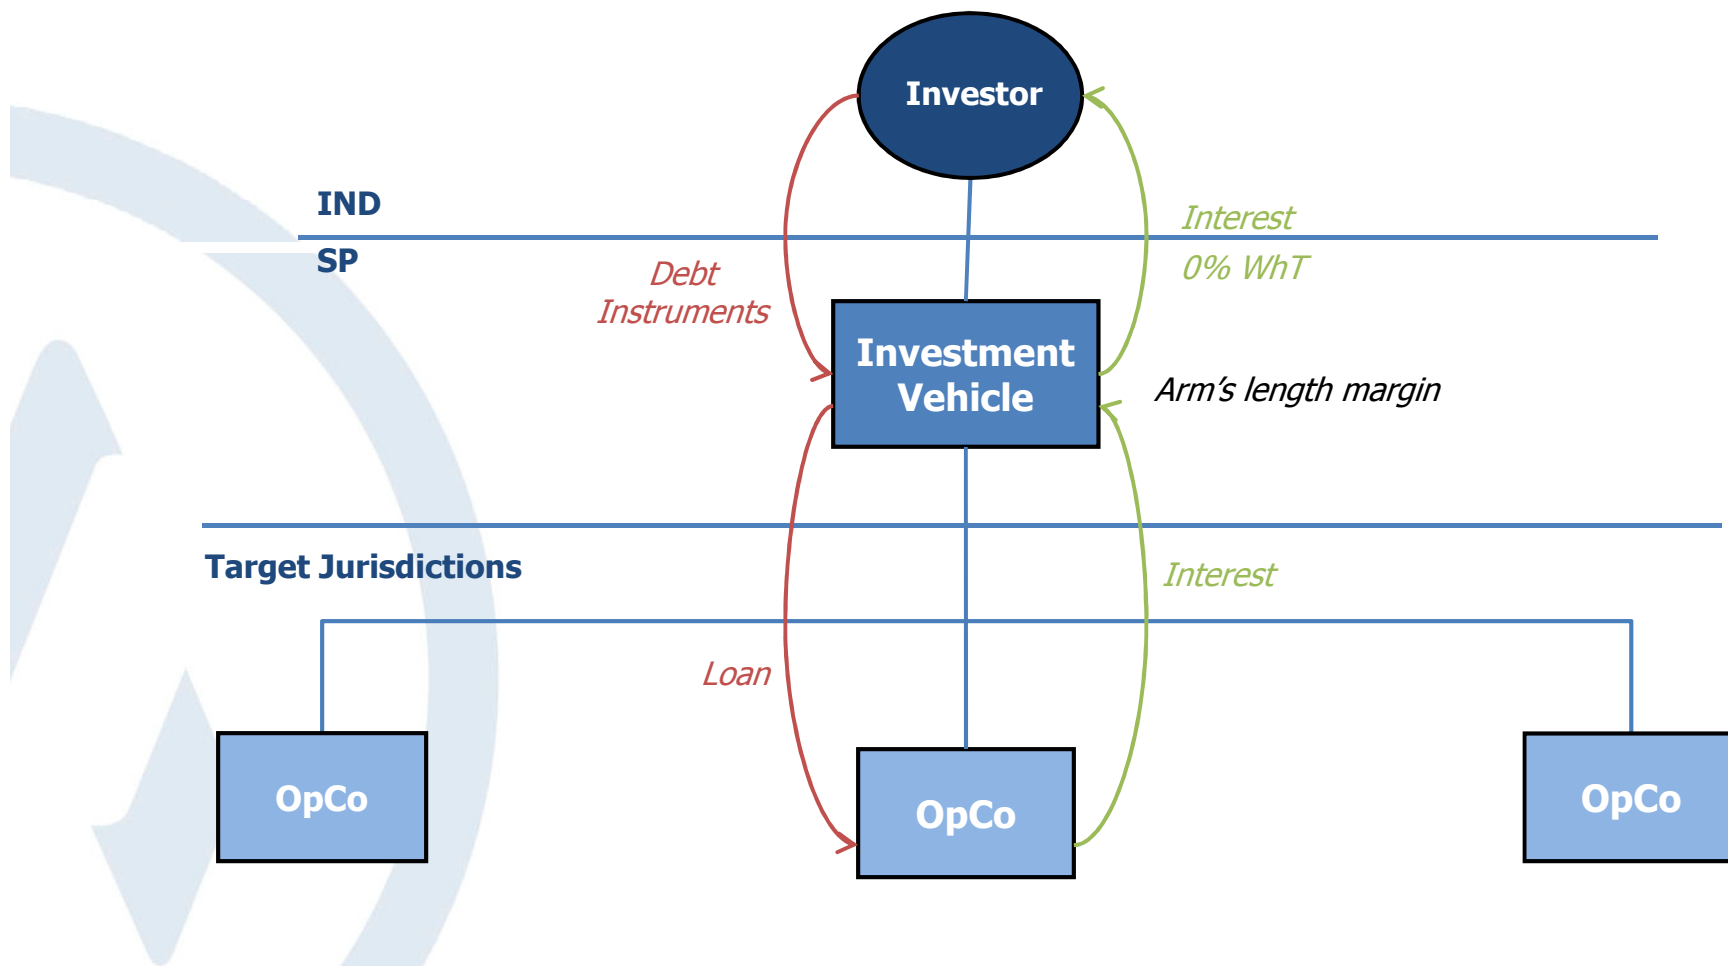 Investor
IND
SP
Interest
0% WhT
Debt
Instruments
Investment
Vehicle
Arm’s length margin
Target Jurisdictions
Interest
Loan
OpCo
OpCo
OpCo